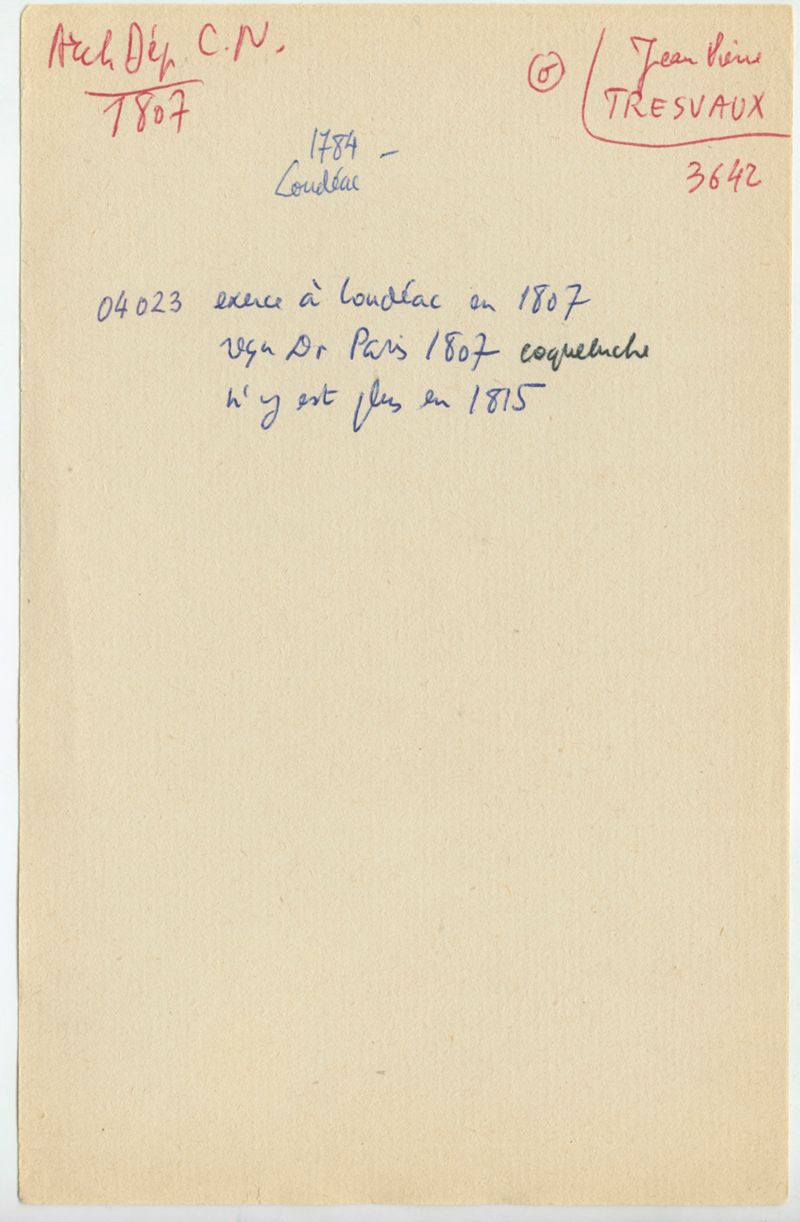 Arch Dép C.N.
1807
Jean Pierre
TRESVAUX
3642
1784 –
Loudéac
04023 exerce à Loudéac en 1807
reçu Dr Paris 1807 coqueluche
n'y est plus en 1815